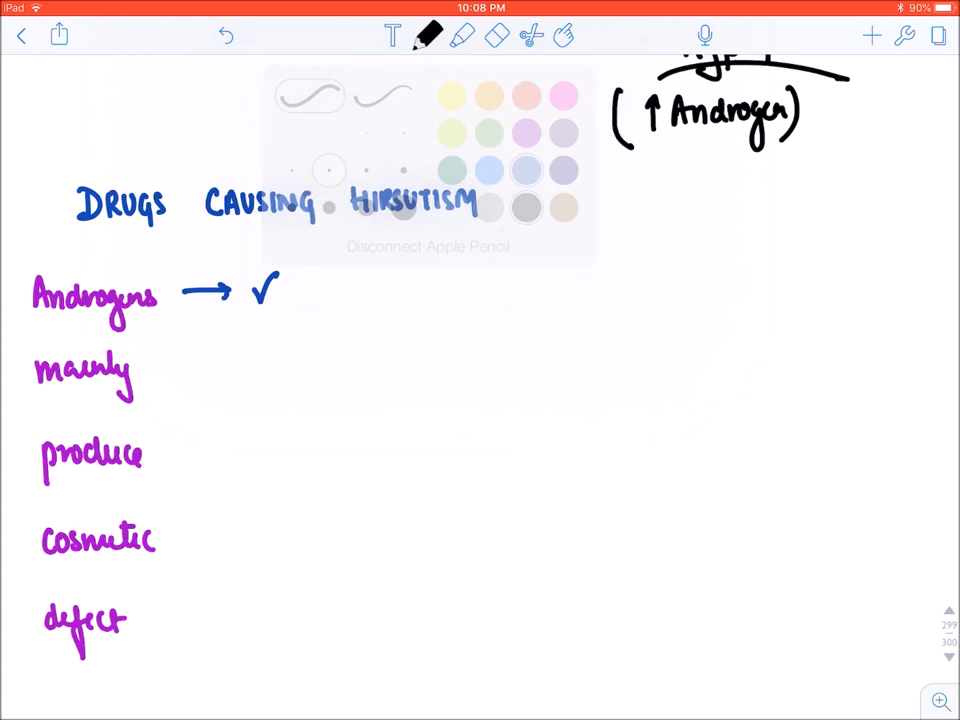 iPad 10:08 PM 90%
T
( ↑ Androgen )
DRUGS CAUSING HIRSUTISM
Disconnect Apple Pencil
Androgens → ✓
mainly
produce
cosmetic
defect
299
300